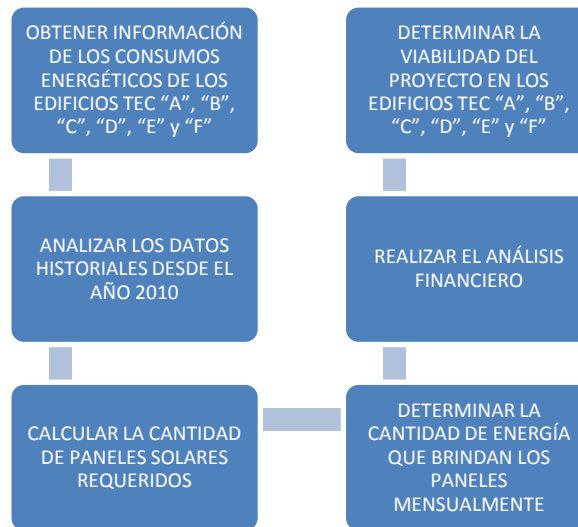 OBTENER INFORMACIÓN
DE LOS CONSUMOS
ENERGÉTICOS DE LOS
EDIFICIOS TEC “A”, “B”,
“C”, “D”, “E” y “F”
ANALIZAR LOS DATOS
HISTORIALES DESDE EL
AÑO 2010
CALCULAR LA CANTIDAD
DE PANELES SOLARES
REQUERIDOS
DETERMINAR LA
CANTIDAD DE ENERGÍA
QUE BRINDAN LOS
PANELES
MENSUALMENTE
REALIZAR EL ANÁLISIS
FINANCIERO
DETERMINAR LA
VIABILIDAD DEL
PROYECTO EN LOS
EDIFICIOS TEC “A”, “B”,
“C”, “D”, “E” y “F”